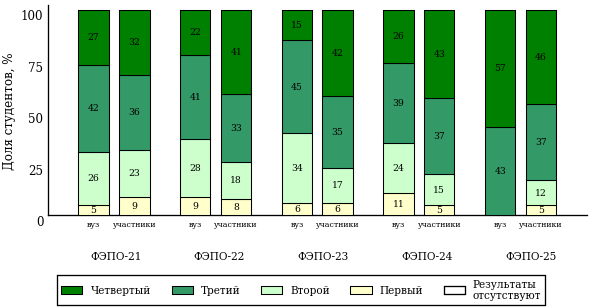 Доля студентов, %
100
75
50
25
0
27 32 22 41 15 42 26 43 57 46
42 36 41 33 45 35 39 37 43 37
26 23 28 18 34 17 24 15 12
5 9 9 8 6 6 11 5 5
вуз участники вуз участники вуз участники вуз участники вуз участники
ФЭПО-21 ФЭПО-22 ФЭПО-23 ФЭПО-24 ФЭПО-25
Четвертый Третий Второй Первый Результаты
отсутствуют